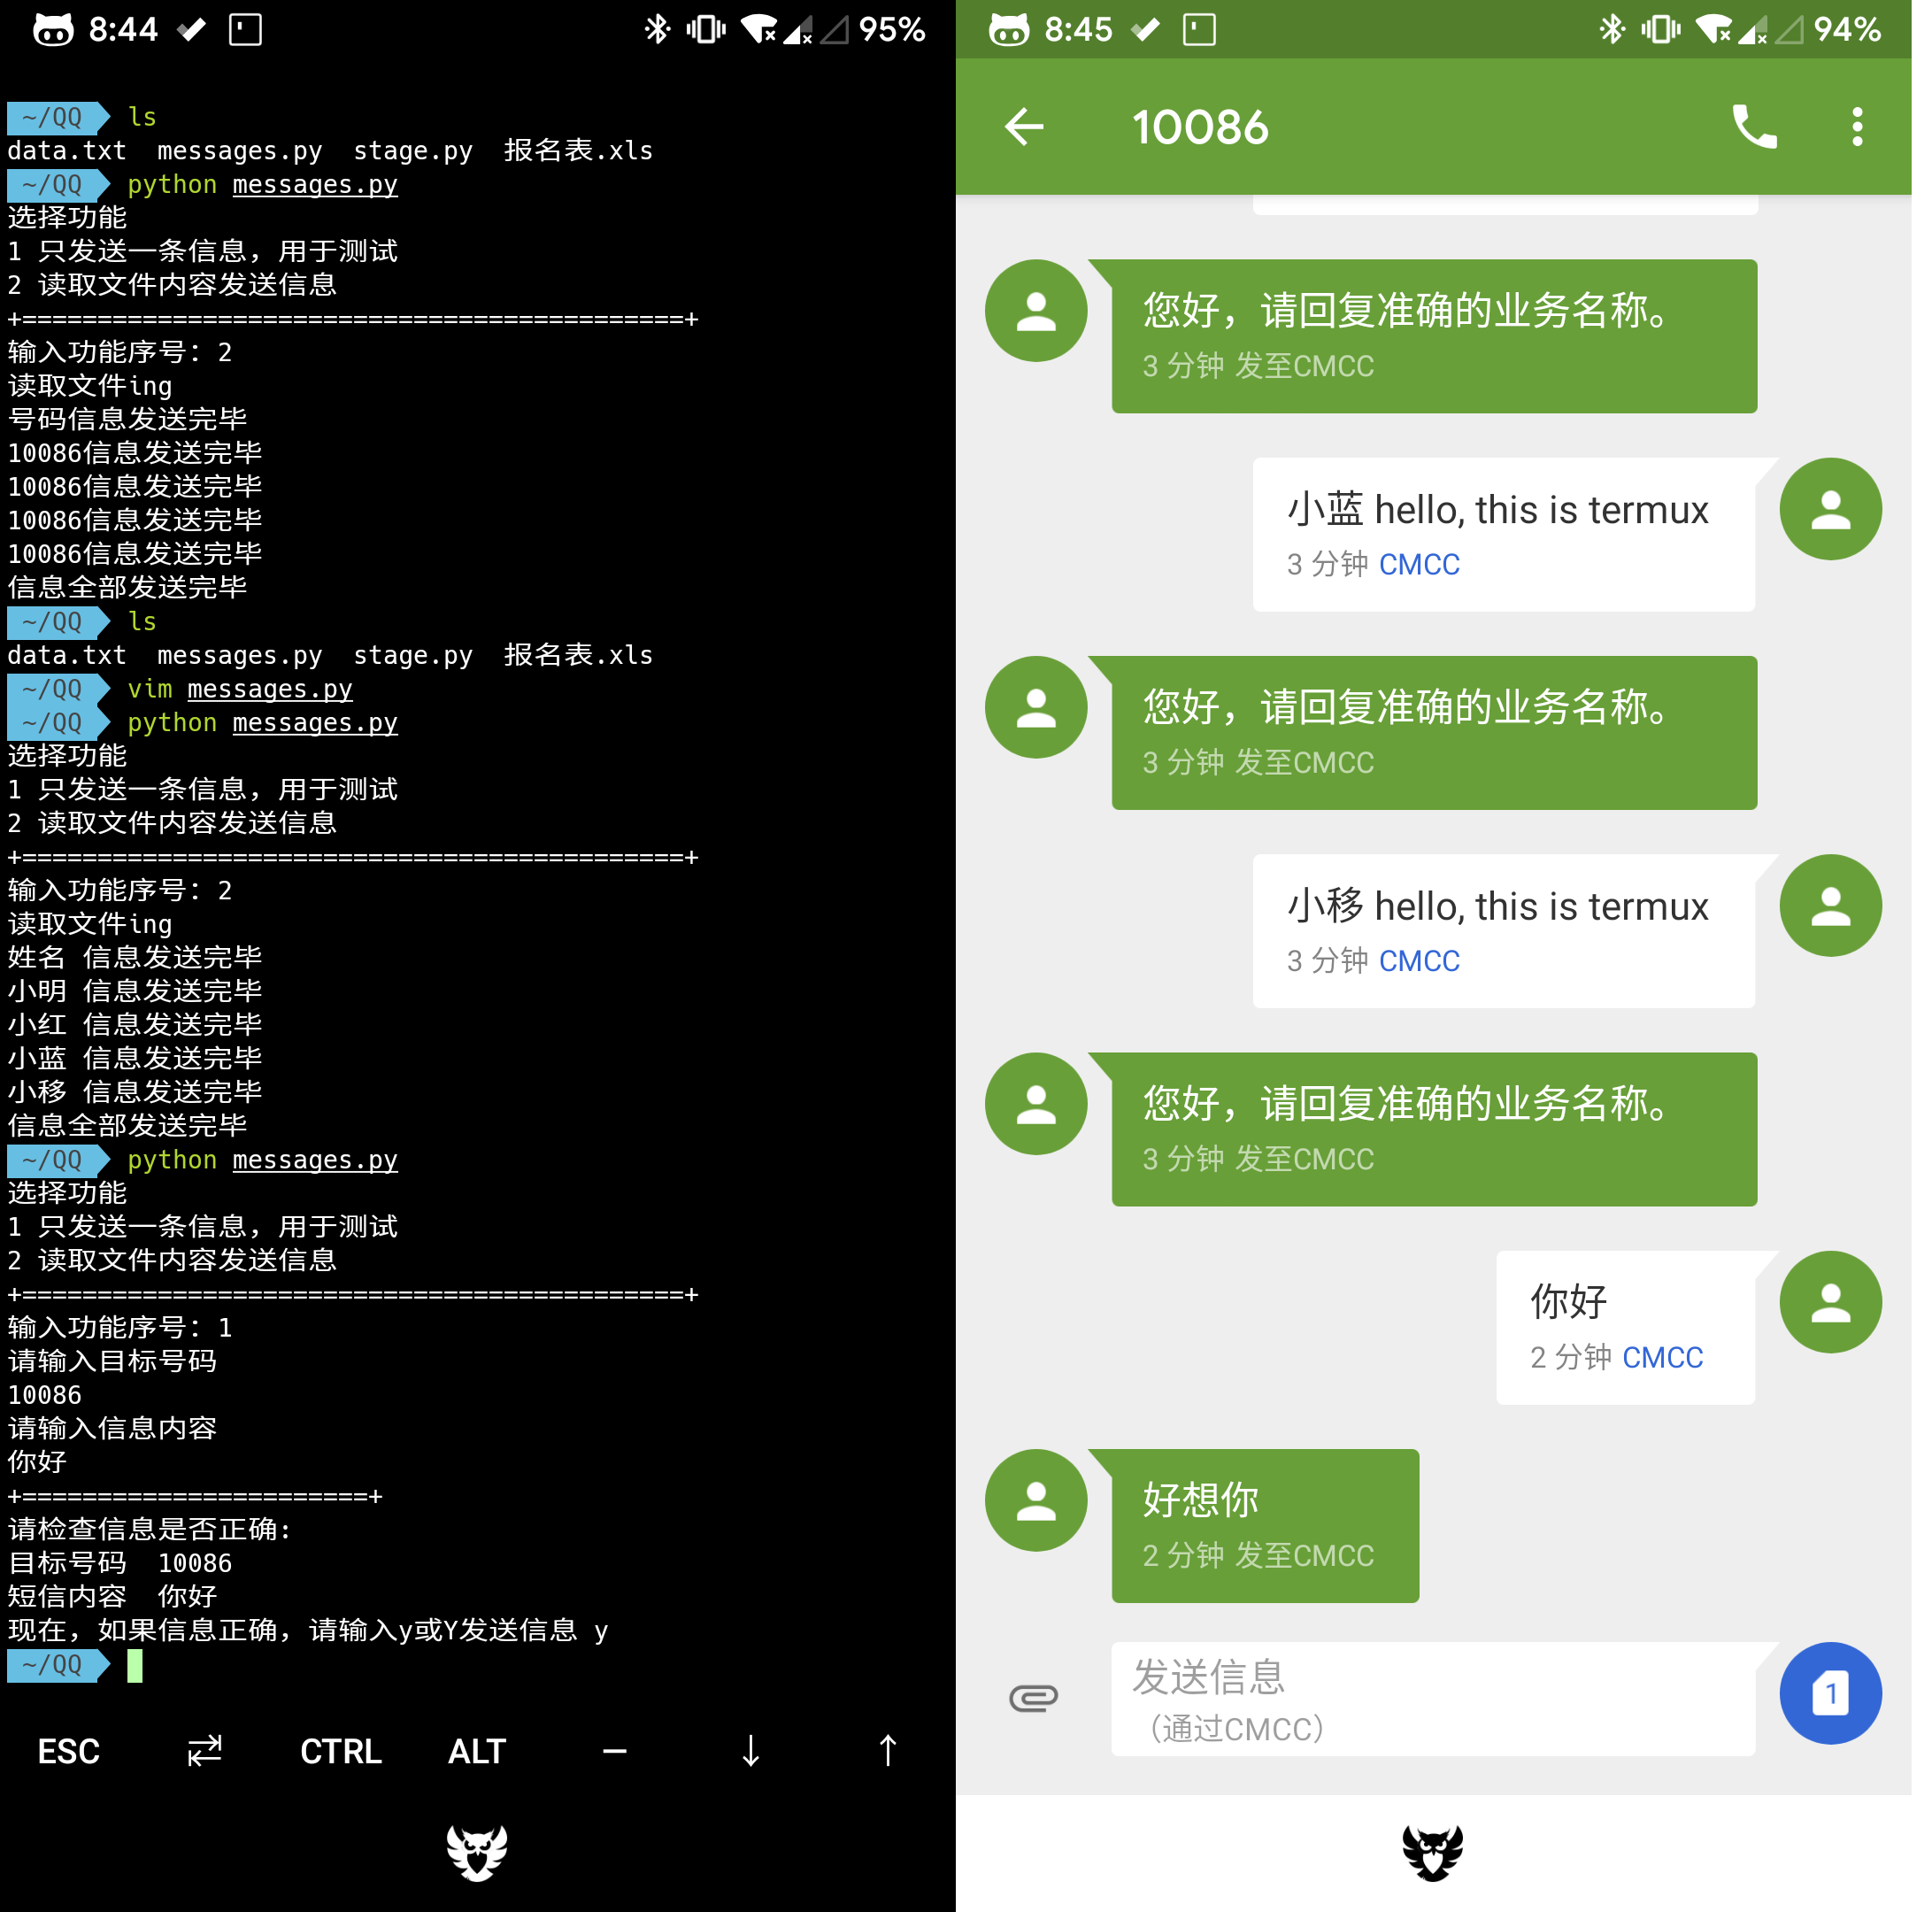 8:44
95%
~/QQ ls
data.txt  messages.py  stage.py  报名表.xls
~/QQ python messages.py
选择功能
1 只发送一条信息，用于测试
2 读取文件内容发送信息
+============================================+
输入功能序号：2
读取文件ing
号码信息发送完毕
10086信息发送完毕
10086信息发送完毕
10086信息发送完毕
10086信息发送完毕
信息全部发送完毕
~/QQ ls
data.txt  messages.py  stage.py  报名表.xls
~/QQ vim messages.py
~/QQ python messages.py
选择功能
1 只发送一条信息，用于测试
2 读取文件内容发送信息
+============================================+
输入功能序号：2
读取文件ing
姓名 信息发送完毕
小明 信息发送完毕
小红 信息发送完毕
小蓝 信息发送完毕
小移 信息发送完毕
信息全部发送完毕
~/QQ python messages.py
选择功能
1 只发送一条信息，用于测试
2 读取文件内容发送信息
+============================================+
输入功能序号：1
请输入目标号码
10086
请输入信息内容
你好
+=======================+
请检查信息是否正确:
目标号码  10086
短信内容  你好
现在，如果信息正确，请输入y或Y发送信息 y
~/QQ
ESC CTRL ALT — ↓ ↑
8:45
94%
10086
您好，请回复准确的业务名称。
3 分钟 发至CMCC
小蓝 hello, this is termux
3 分钟 CMCC
您好，请回复准确的业务名称。
3 分钟 发至CMCC
小移 hello, this is termux
3 分钟 CMCC
您好，请回复准确的业务名称。
3 分钟 发至CMCC
你好
2 分钟 CMCC
好想你
2 分钟 发至CMCC
发送信息
（通过CMCC）
1